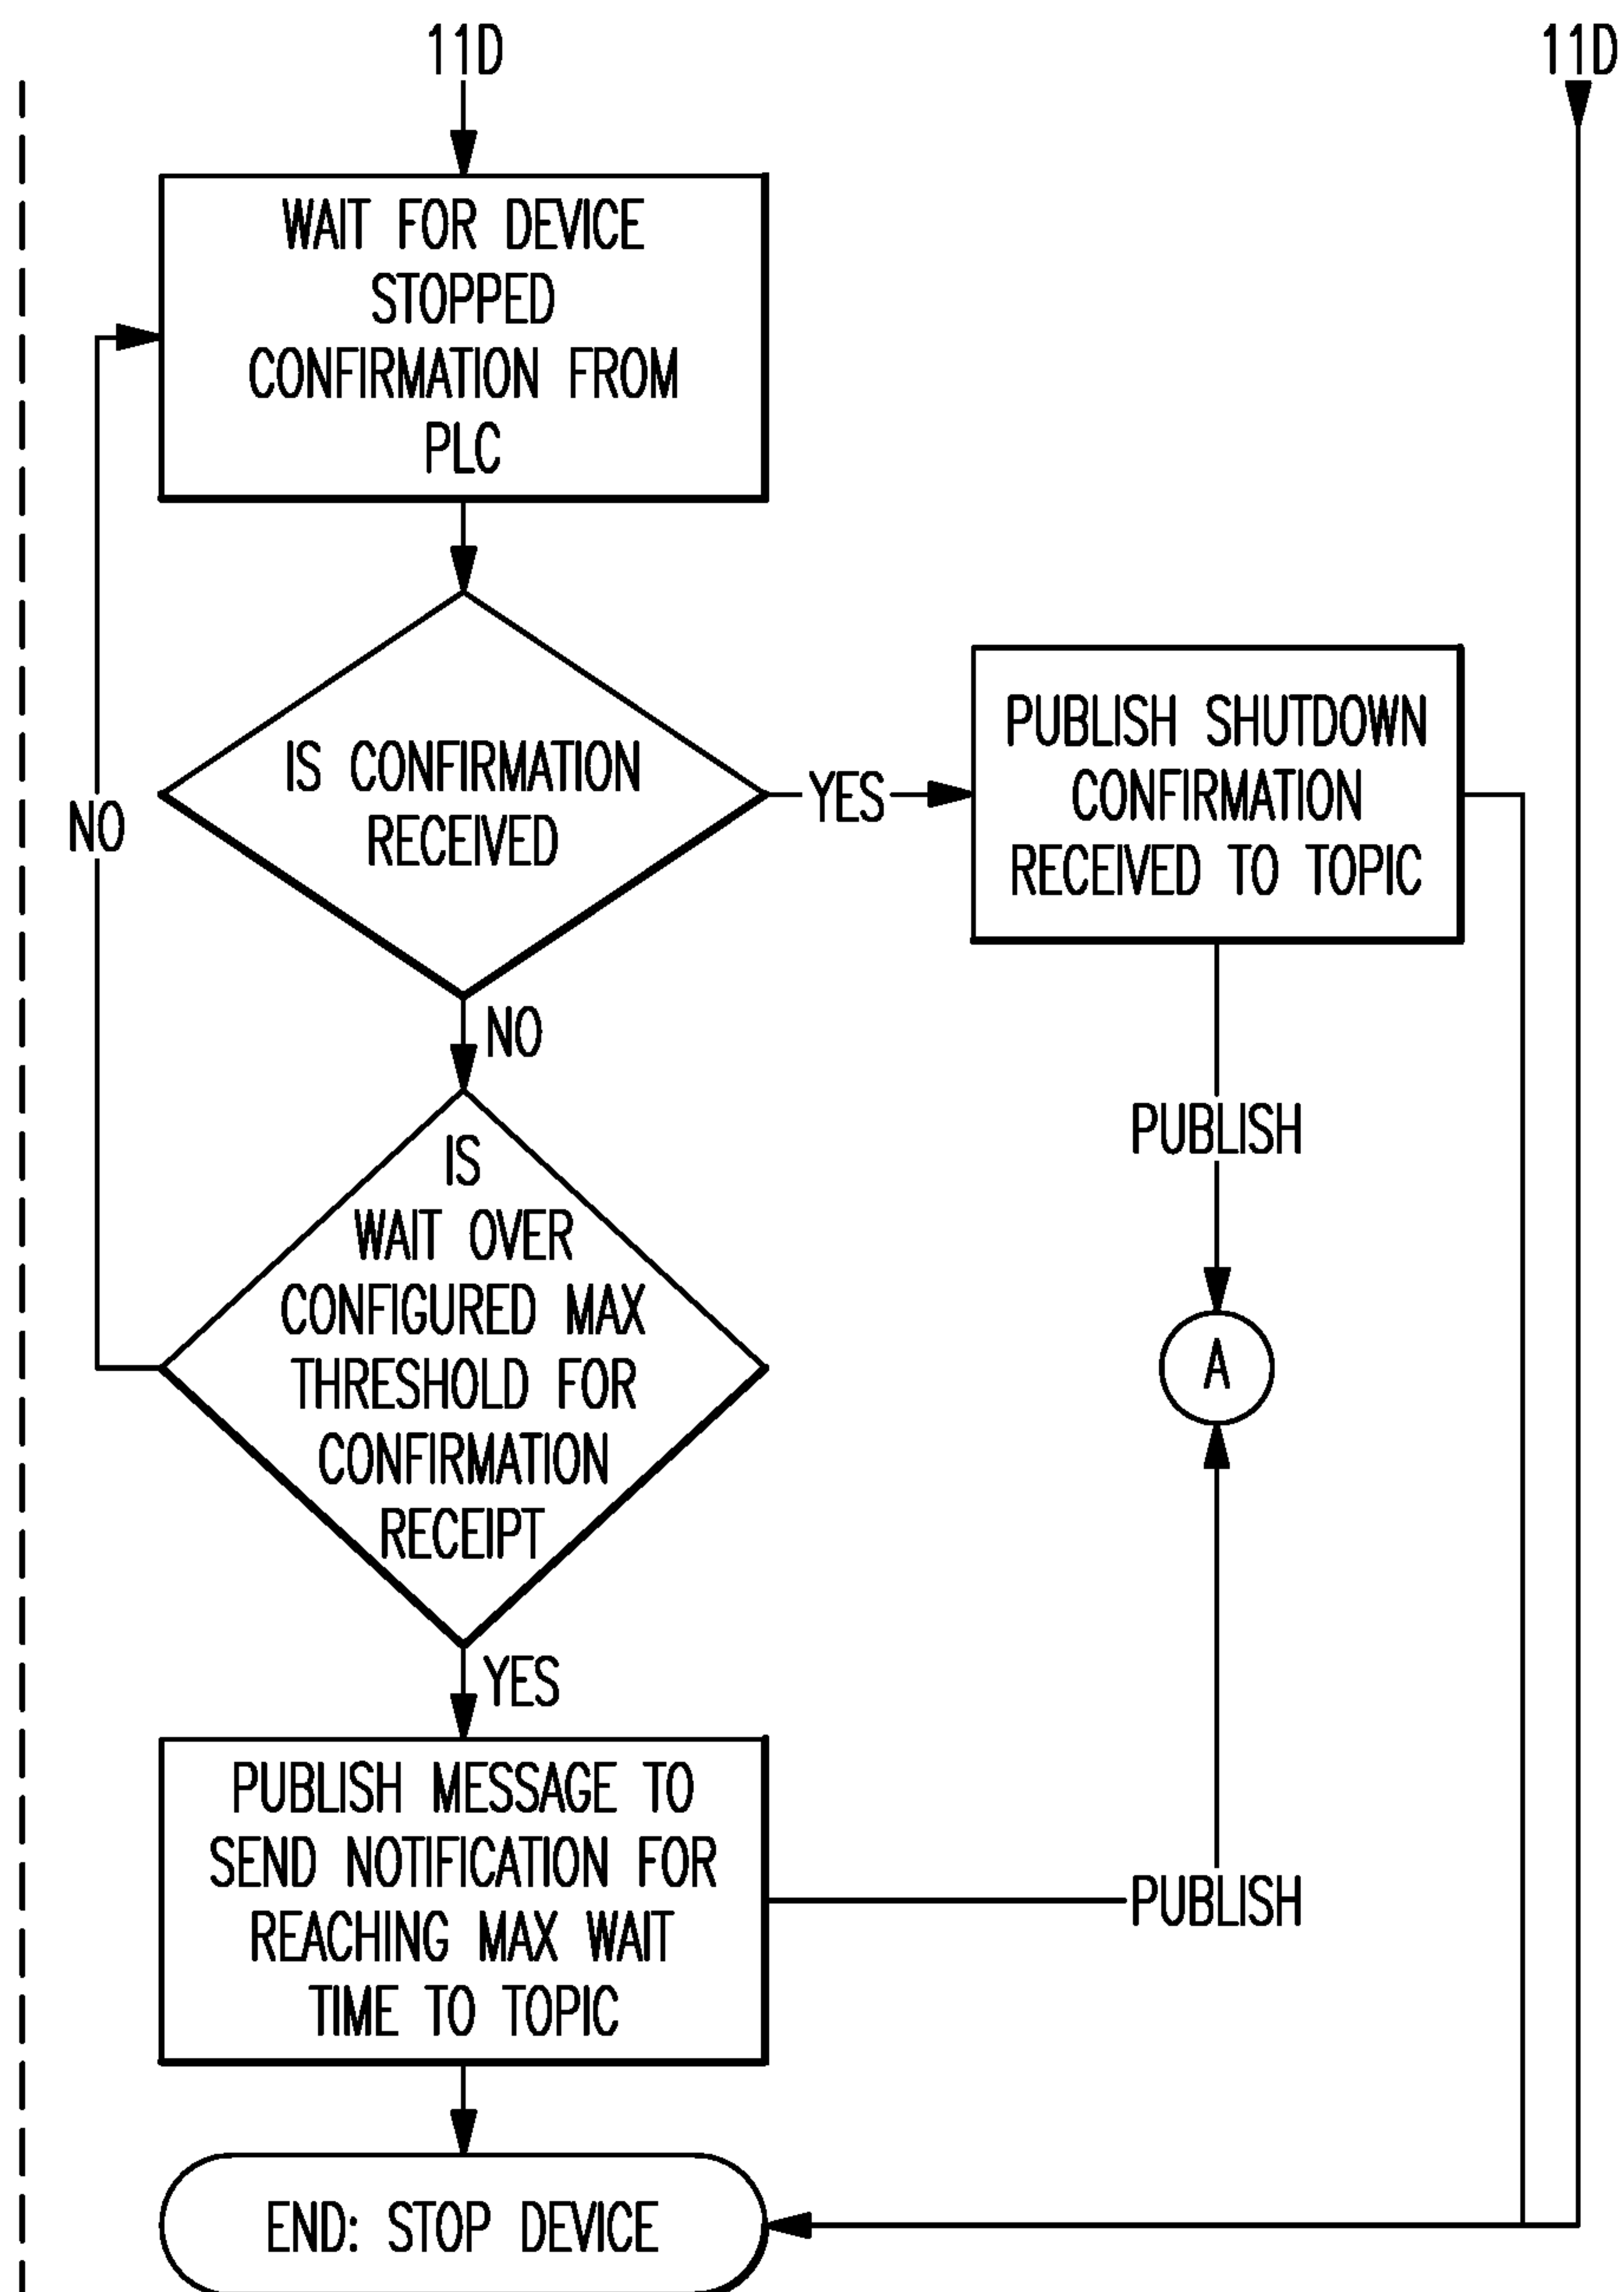 11D
11D
WAIT FOR DEVICE
STOPPED
CONFIRMATION FROM
PLC
IS CONFIRMATION
RECEIVED
YES
PUBLISH SHUTDOWN
CONFIRMATION
RECEIVED TO TOPIC
NO
NO
PUBLISH
IS
WAIT OVER
CONFIGURED MAX
THRESHOLD FOR
CONFIRMATION
RECEIPT
A
YES
PUBLISH MESSAGE TO
SEND NOTIFICATION FOR
REACHING MAX WAIT
TIME TO TOPIC
PUBLISH
END: STOP DEVICE